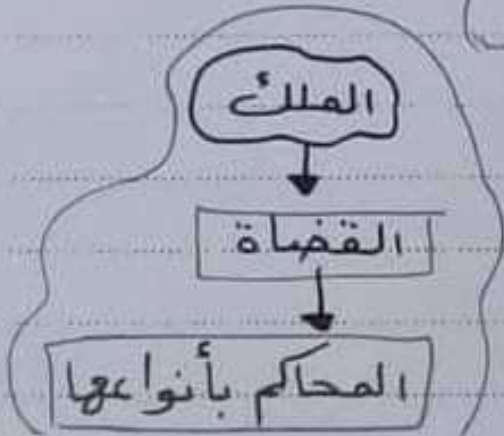 الملك
القضاة
المحاكم بأنواعها